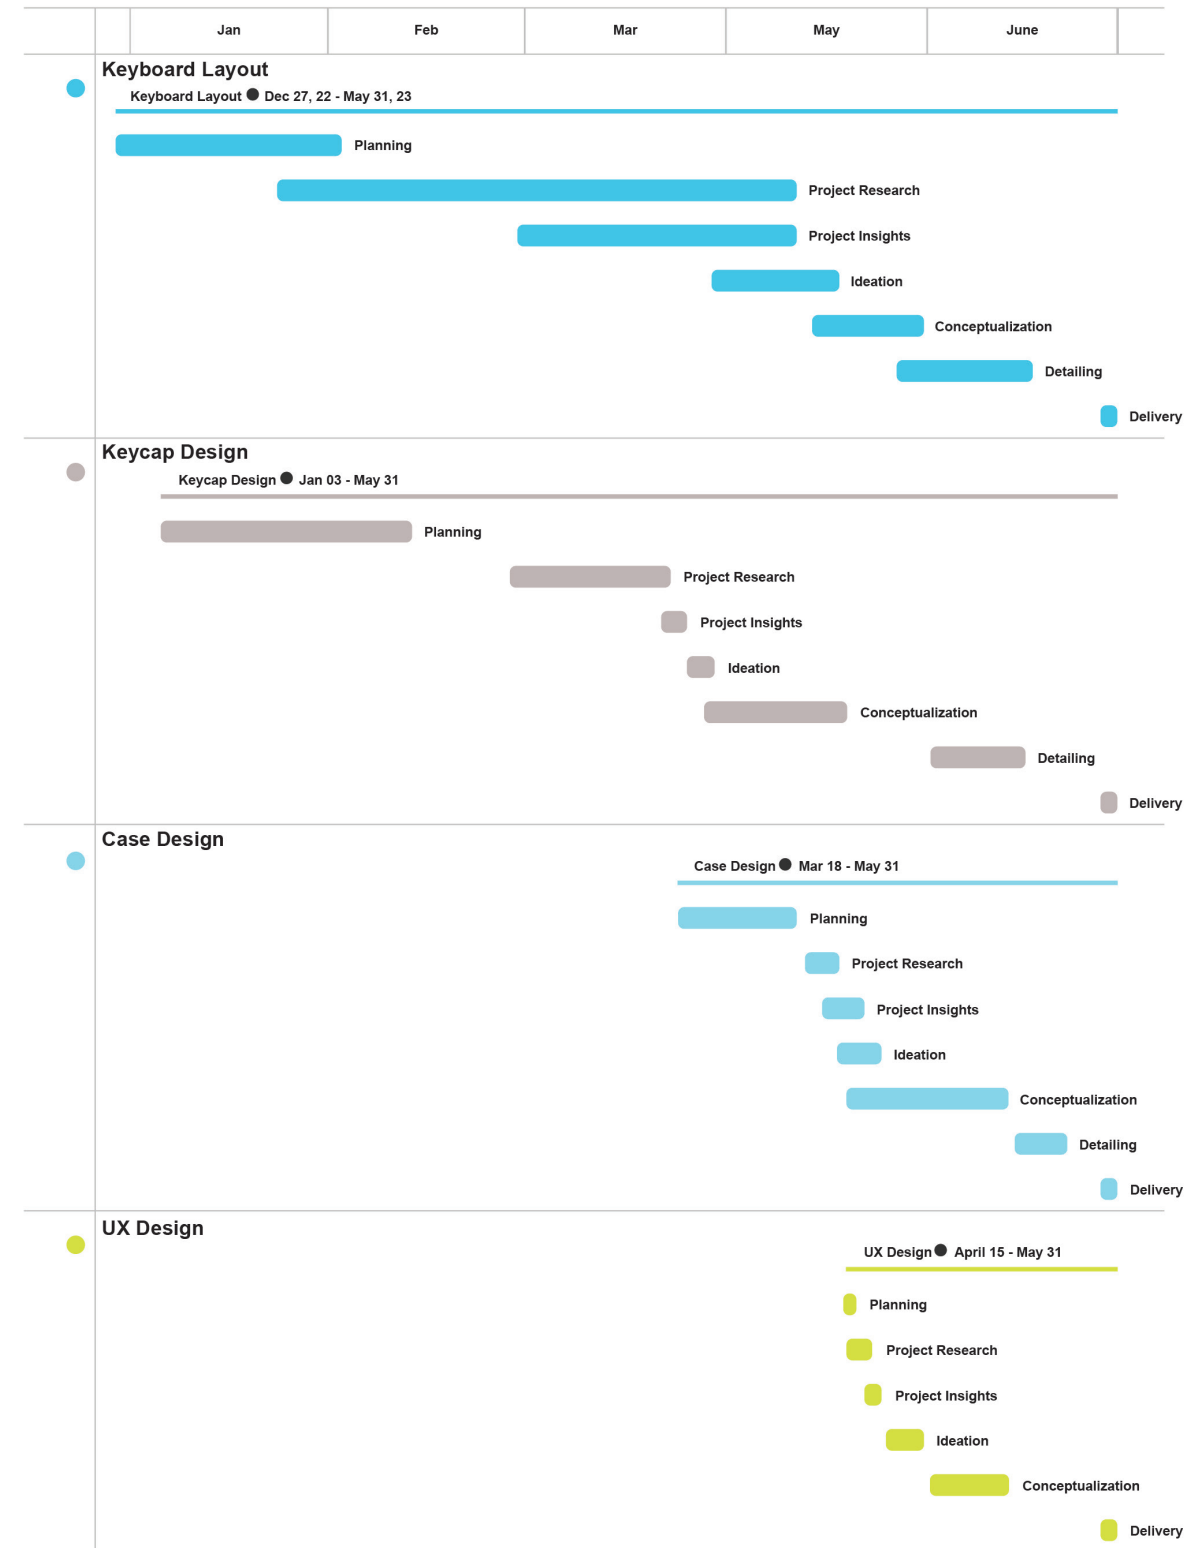 Jan Feb Mar May June
Keyboard Layout
Keyboard Layout ● Dec 27, 22 - May 31, 23
Planning
Project Research
Project Insights
Ideation
Conceptualization
Detailing
Delivery
Keycap Design
Keycap Design ● Jan 03 - May 31
Planning
Project Research
Project Insights
Ideation
Conceptualization
Detailing
Delivery
Case Design
Case Design ● Mar 18 - May 31
Planning
Project Research
Project Insights
Ideation
Conceptualization
Detailing
Delivery
UX Design
UX Design ● April 15 - May 31
Planning
Project Research
Project Insights
Ideation
Conceptualization
Delivery